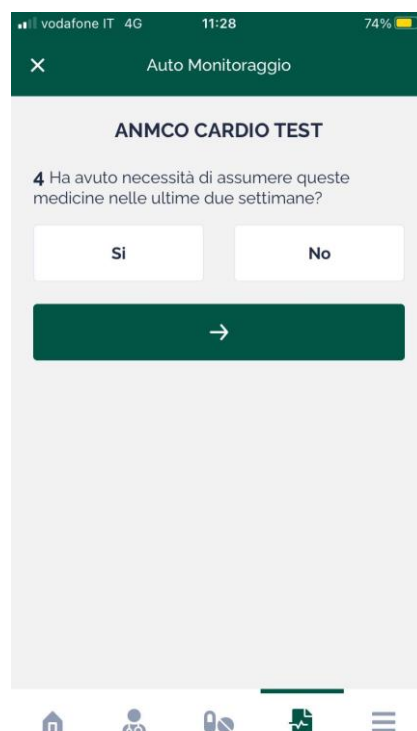 vodafone IT 4G 11:28 74%
Auto Monitoraggio
ANMCO CARDIO TEST
4 Ha avuto necessità di assumere queste
medicine nelle ultime due settimane?
Si No